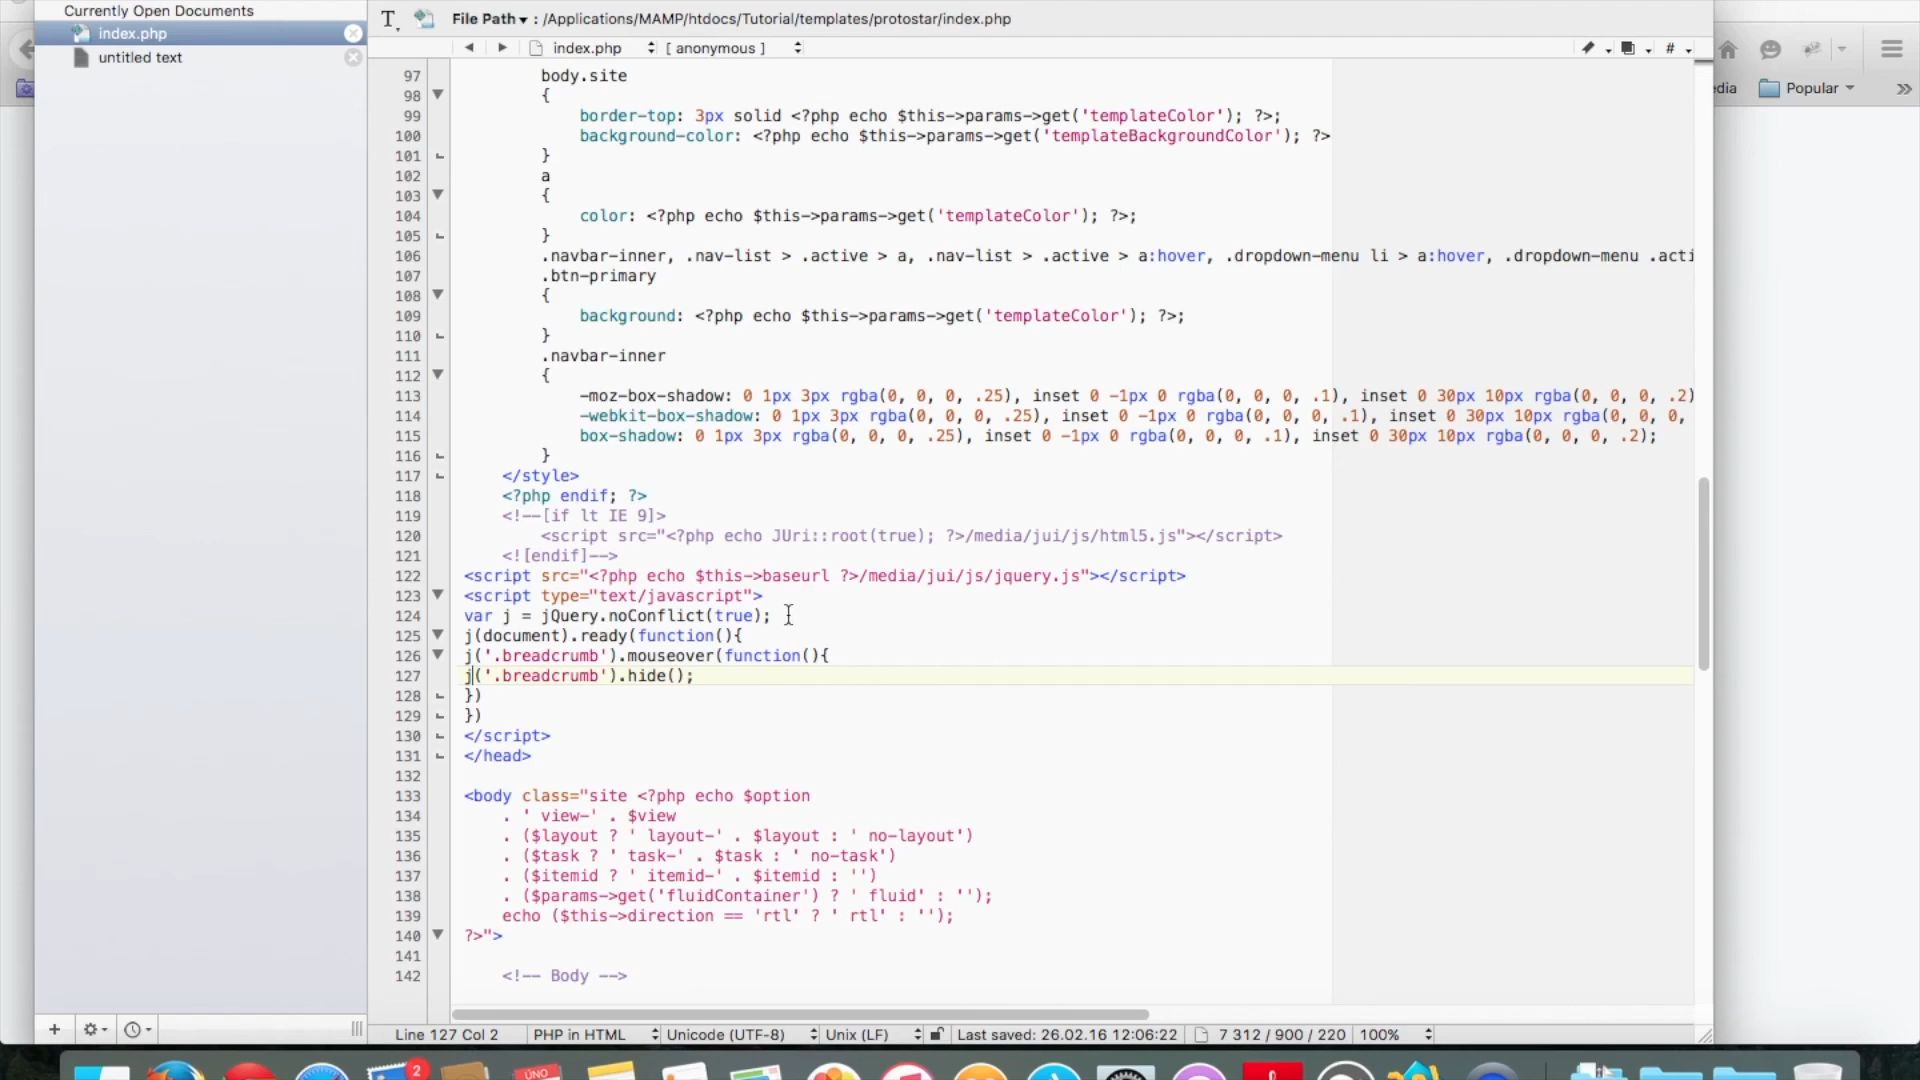 Currently Open Documents
index.php
untitled text
File Path ▾ : /Applications/MAMP/htdocs/Tutorial/templates/protostar/index.php
index.php [ anonymous ] #
Popular
97 body.site
98 {
99 border-top: 3px solid <?php echo $this->params->get('templateColor'); ?>;
100 background-color: <?php echo $this->params->get('templateBackgroundColor'); ?>
101 }
102 a
103 {
104 color: <?php echo $this->params->get('templateColor'); ?>;
105 }
106 .navbar-inner, .nav-list > .active > a, .nav-list > .active > a:hover, .dropdown-menu li > a:hover, .dropdown-menu .acti
107 .btn-primary
108 {
109 background: <?php echo $this->params->get('templateColor'); ?>;
110 }
111 .navbar-inner
112 {
113 -moz-box-shadow: 0 1px 3px rgba(0, 0, 0, .25), inset 0 -1px 0 rgba(0, 0, 0, .1), inset 0 30px 10px rgba(0, 0, 0, .2)
114 -webkit-box-shadow: 0 1px 3px rgba(0, 0, 0, .25), inset 0 -1px 0 rgba(0, 0, 0, .1), inset 0 30px 10px rgba(0, 0, 0,
115 box-shadow: 0 1px 3px rgba(0, 0, 0, .25), inset 0 -1px 0 rgba(0, 0, 0, .1), inset 0 30px 10px rgba(0, 0, 0, .2);
116 }
117 </style>
118 <?php endif; ?>
119 <!--[if lt IE 9]>
120 <script src="<?php echo JUri::root(true); ?>/media/jui/js/html5.js"></script>
121 <![endif]-->
122 <script src="<?php echo $this->baseurl ?>/media/jui/js/jquery.js"></script>
123 <script type="text/javascript">
124 var j = jQuery.noConflict(true);
125 j(document).ready(function(){
126 j('.breadcrumb').mouseover(function(){
127 j('.breadcrumb').hide();
128 })
129 })
130 </script>
131 </head>
132
133 <body class="site <?php echo $option
134 . ' view-' . $view
135 . ($layout ? ' layout-' . $layout : ' no-layout')
136 . ($task ? ' task-' . $task : ' no-task')
137 . ($itemid ? ' itemid-' . $itemid : '')
138 . ($params->get('fluidContainer') ? ' fluid' : '');
139 echo ($this->direction == 'rtl' ? ' rtl' : '');
140 ?>">
141
142 <!-- Body -->
Line 127 Col 2 PHP in HTML Unicode (UTF-8) Unix (LF) Last saved: 26.02.16 12:06:22 7 312 / 900 / 220 100%
2
ÚNO